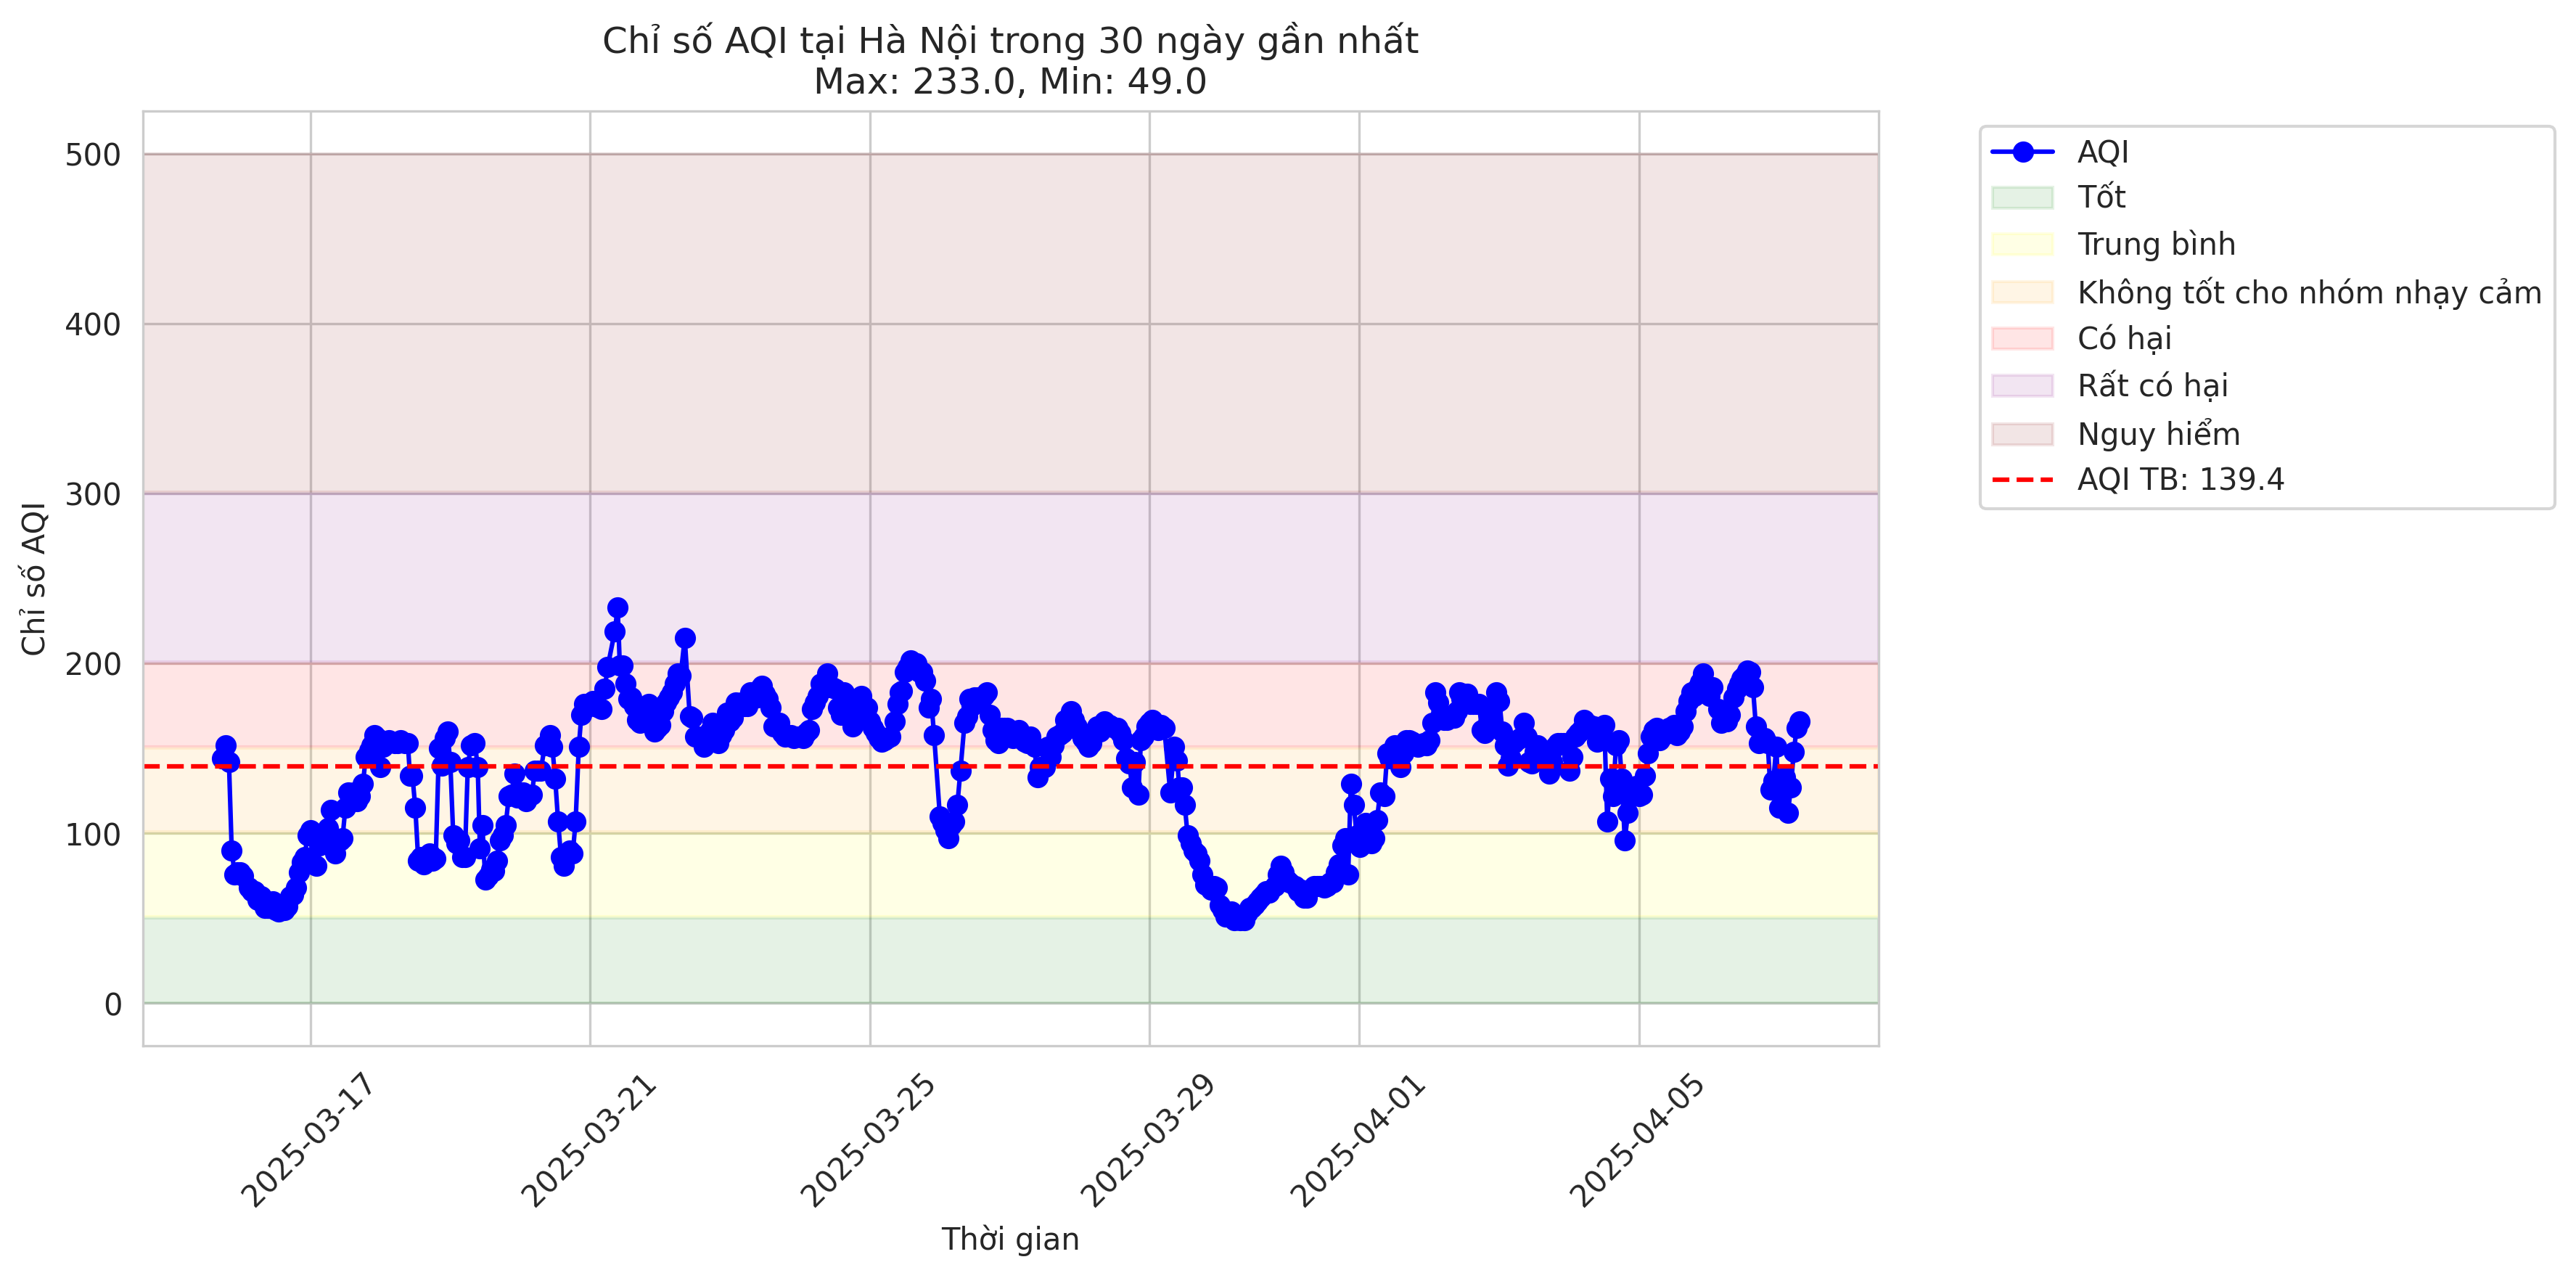 Chỉ số AQI tại Hà Nội trong 30 ngày gần nhất
Max: 233.0, Min: 49.0
Chỉ số AQI
500
400
300
200
100
0
2025-03-17
2025-03-21
2025-03-25
2025-03-29
2025-04-01
2025-04-05
Thời gian
AQI
Tốt
Trung bình
Không tốt cho nhóm nhạy cảm
Có hại
Rất có hại
Nguy hiểm
AQI TB: 139.4